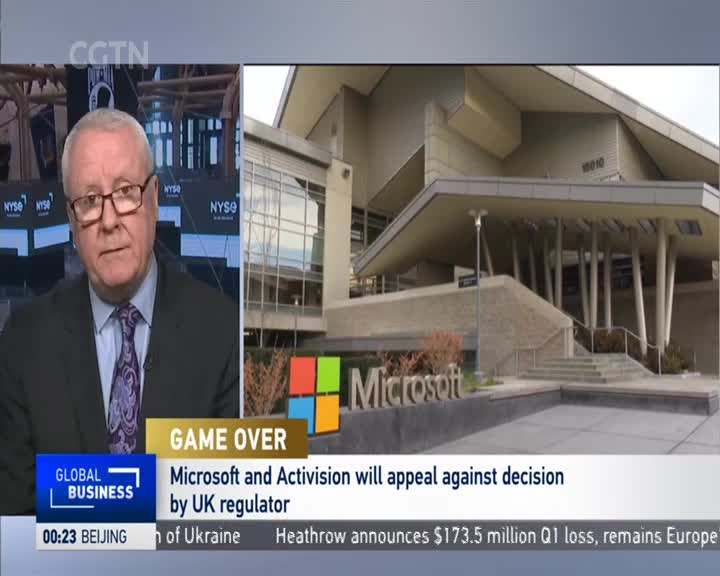 CGTN
NYSE
NYSE
NYSE
16010
Microsoft
GAME OVER
Microsoft and Activision will appeal against decision
by UK regulator
GLOBAL
BUSINESS
00:23 BEIJING
of Ukraine Heathrow announces $173.5 million Q1 loss, remains Europe